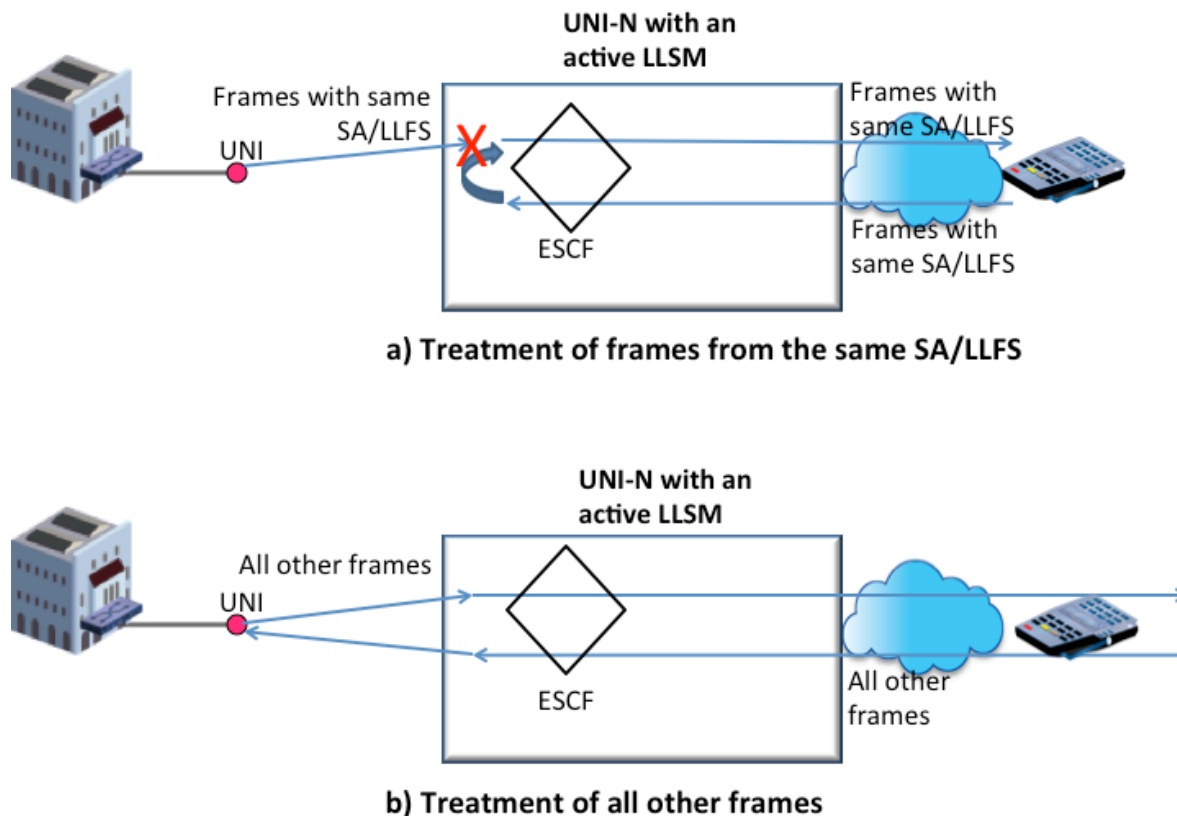 UNI-N with an
active LLSM
Frames with same
SA/LLFS
UNI
Frames with
same SA/LLFS
X
ESCF
Frames with
same SA/LLFS
a) Treatment of frames from the same SA/LLFS
UNI-N with an
active LLSM
All other frames
UNI
ESCF
All other
frames
b) Treatment of all other frames